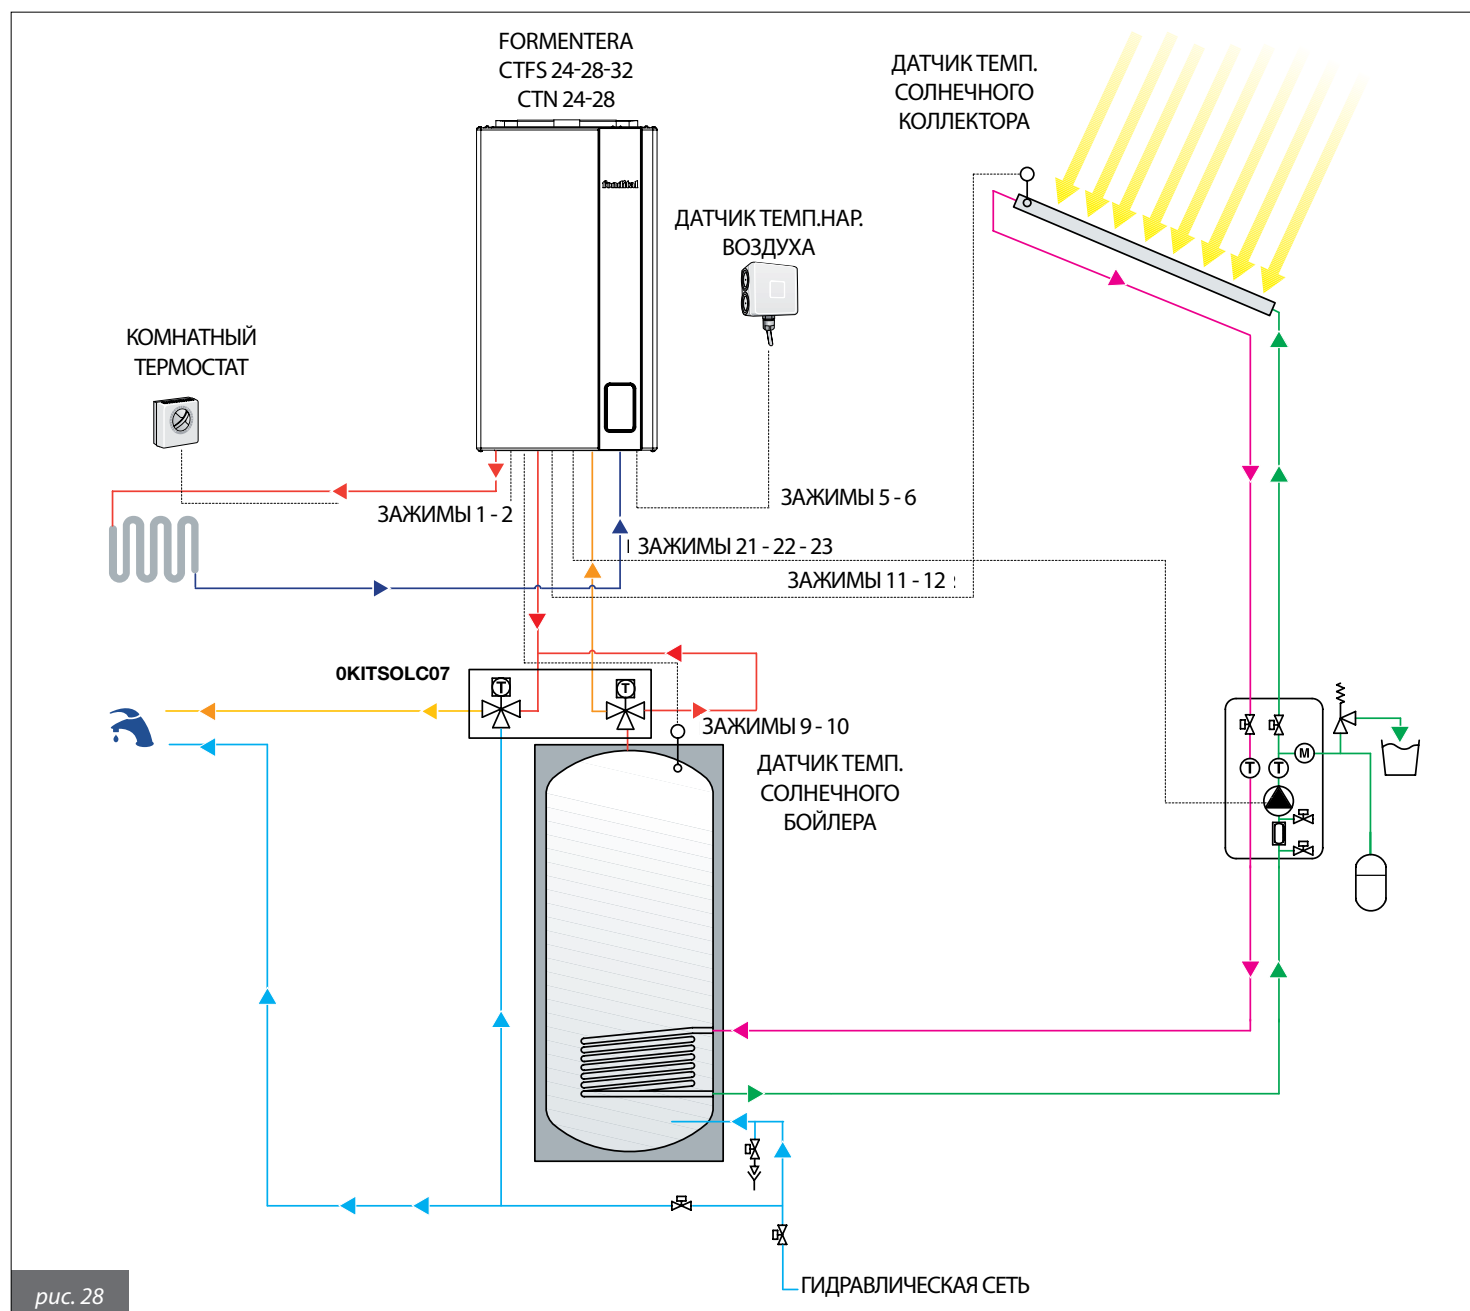 FORMENTERA
CTFS 24-28-32
CTN 24-28
ДАТЧИК ТЕМП.
СОЛНЕЧНОГО
КОЛЛЕКТОРА
fondital
ДАТЧИК ТЕМП.НАР.
ВОЗДУХА
КОМНАТНЫЙ
ТЕРМОСТАТ
ЗАЖИМЫ 5 - 6
ЗАЖИМЫ 1 - 2
ЗАЖИМЫ 21 - 22 - 23
ЗАЖИМЫ 11 - 12
0KITSOLC07
T
T
ЗАЖИМЫ 9 - 10
ДАТЧИК ТЕМП.
СОЛНЕЧНОГО
БОЙЛЕРА
M
T
T
ГИДРАВЛИЧЕСКАЯ СЕТЬ
рис. 28